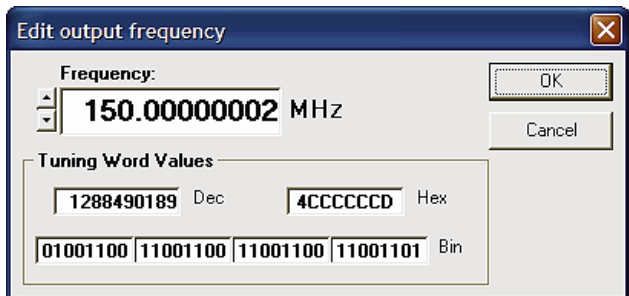 Edit output frequency
Frequency:
OK
150.00000002 MHz
Cancel
Tuning Word Values
1288490189 Dec 4CCCCCCD Hex
01001100 11001100 11001100 11001101 Bin